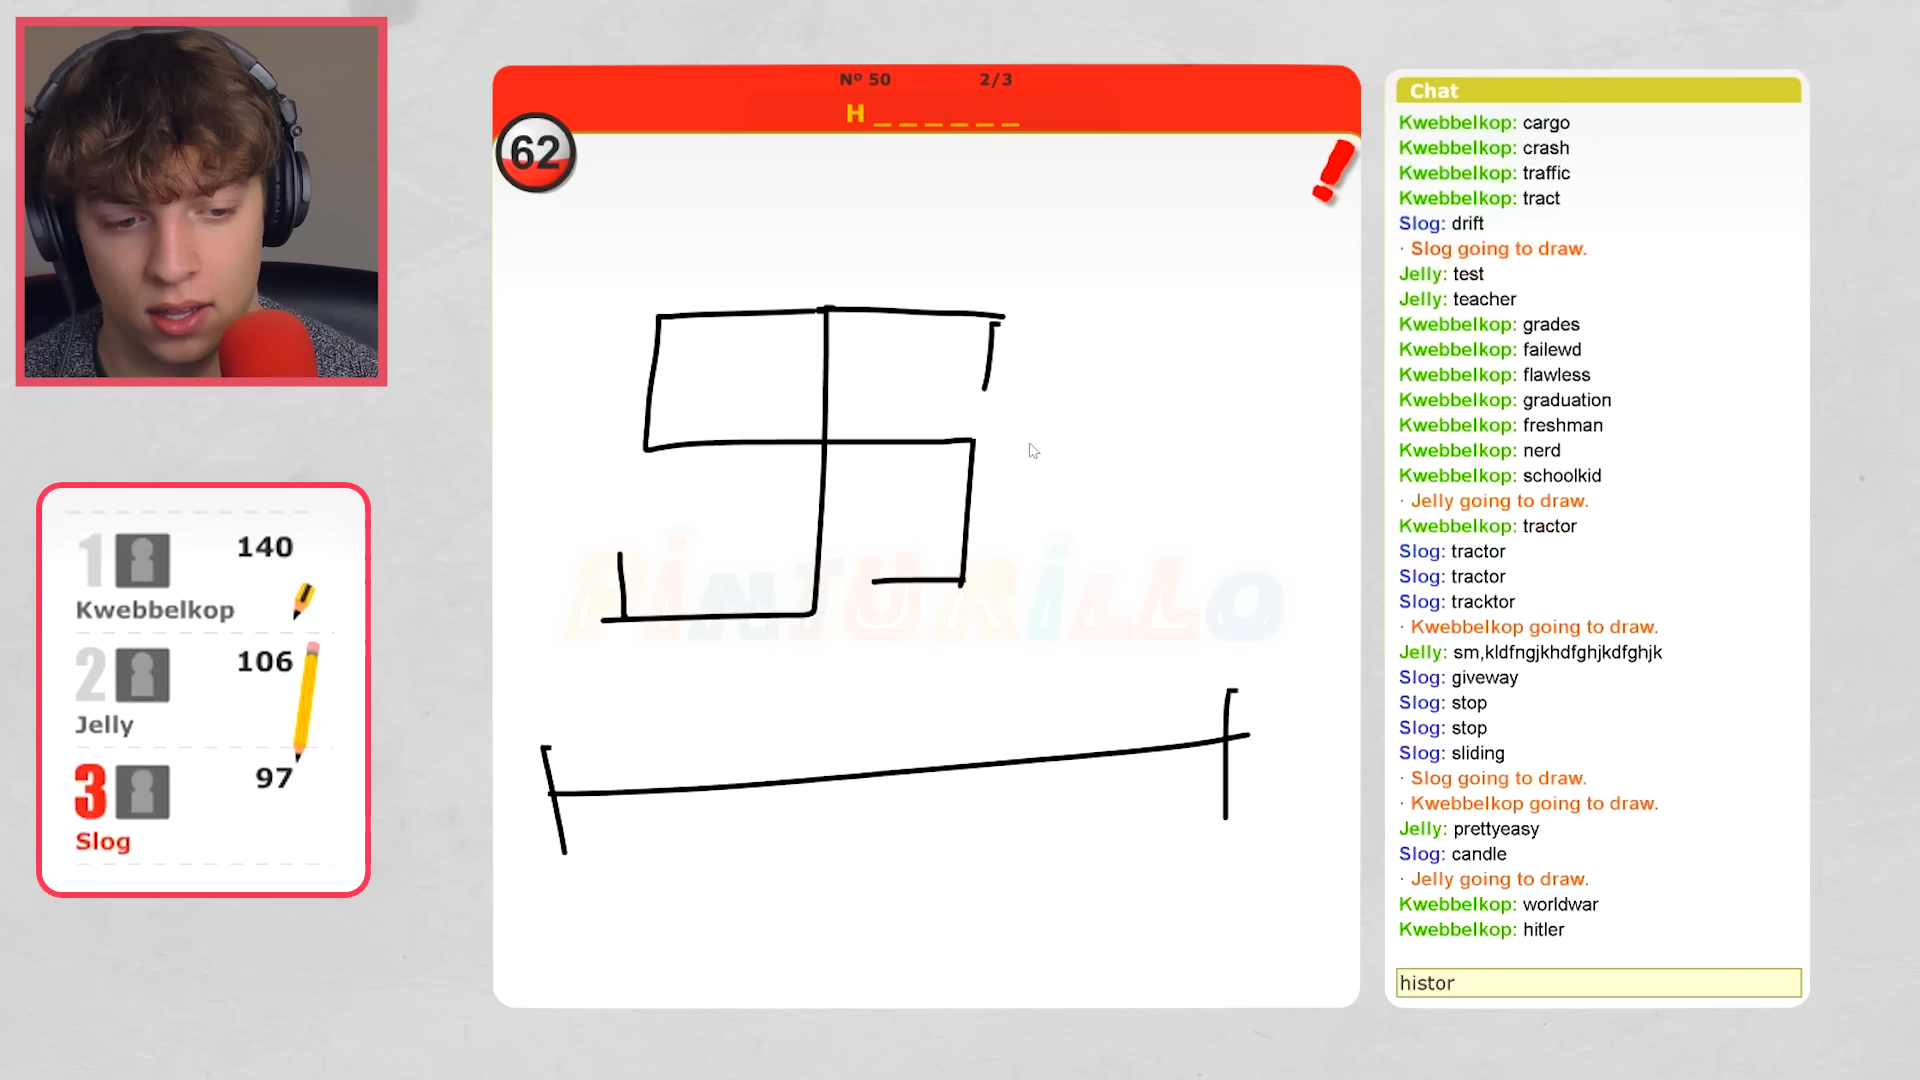 Nº 50 2/3
H _ _ _ _ _ _
62
PINTURILLO
1 140
Kwebbelkop
2 106
Jelly
3 97
Slog
Chat
Kwebbelkop: cargo
Kwebbelkop: crash
Kwebbelkop: traffic
Kwebbelkop: tract
Slog: drift
· Slog going to draw.
Jelly: test
Jelly: teacher
Kwebbelkop: grades
Kwebbelkop: failewd
Kwebbelkop: flawless
Kwebbelkop: graduation
Kwebbelkop: freshman
Kwebbelkop: nerd
Kwebbelkop: schoolkid
· Jelly going to draw.
Kwebbelkop: tractor
Slog: tractor
Slog: tractor
Slog: tracktor
· Kwebbelkop going to draw.
Jelly: sm,kldfngjkhdfghjkdfghjk
Slog: giveway
Slog: stop
Slog: stop
Slog: sliding
· Slog going to draw.
· Kwebbelkop going to draw.
Jelly: prettyeasy
Slog: candle
· Jelly going to draw.
Kwebbelkop: worldwar
Kwebbelkop: hitler
histor